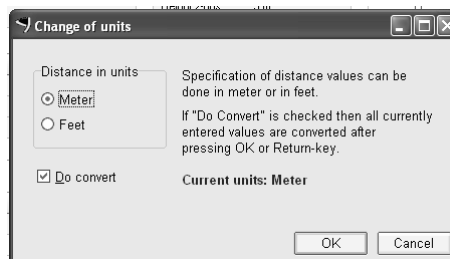 Change of units
Distance in units
Meter
Feet
Do convert
Specification of distance values can be
done in meter or in feet.
If "Do Convert" is checked then all currently
entered values are converted after
pressing OK or Return-key.
Current units: Meter
OK
Cancel